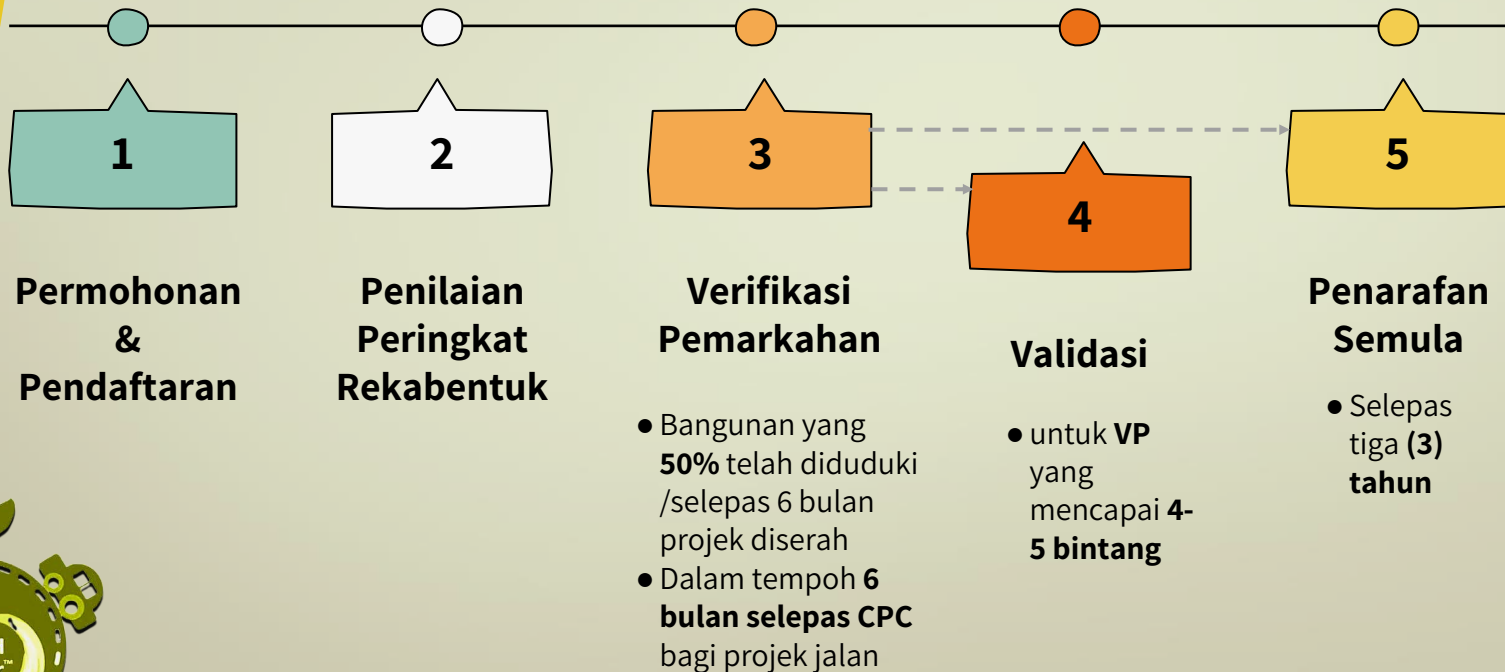 1
Permohonan
&
Pendaftaran
2
Penilaian
Peringkat
Rekabentuk
3
Verifikasi
Pemarkahan
● Bangunan yang
50% telah diduduki
/selepas 6 bulan
projek diserah
● Dalam tempoh 6
bulan selepas CPC
bagi projek jalan
4
Validasi
● untuk VP
yang
mencapai 4-
5 bintang
5
Penarafan
Semula
● Selepas
tiga (3)
tahun